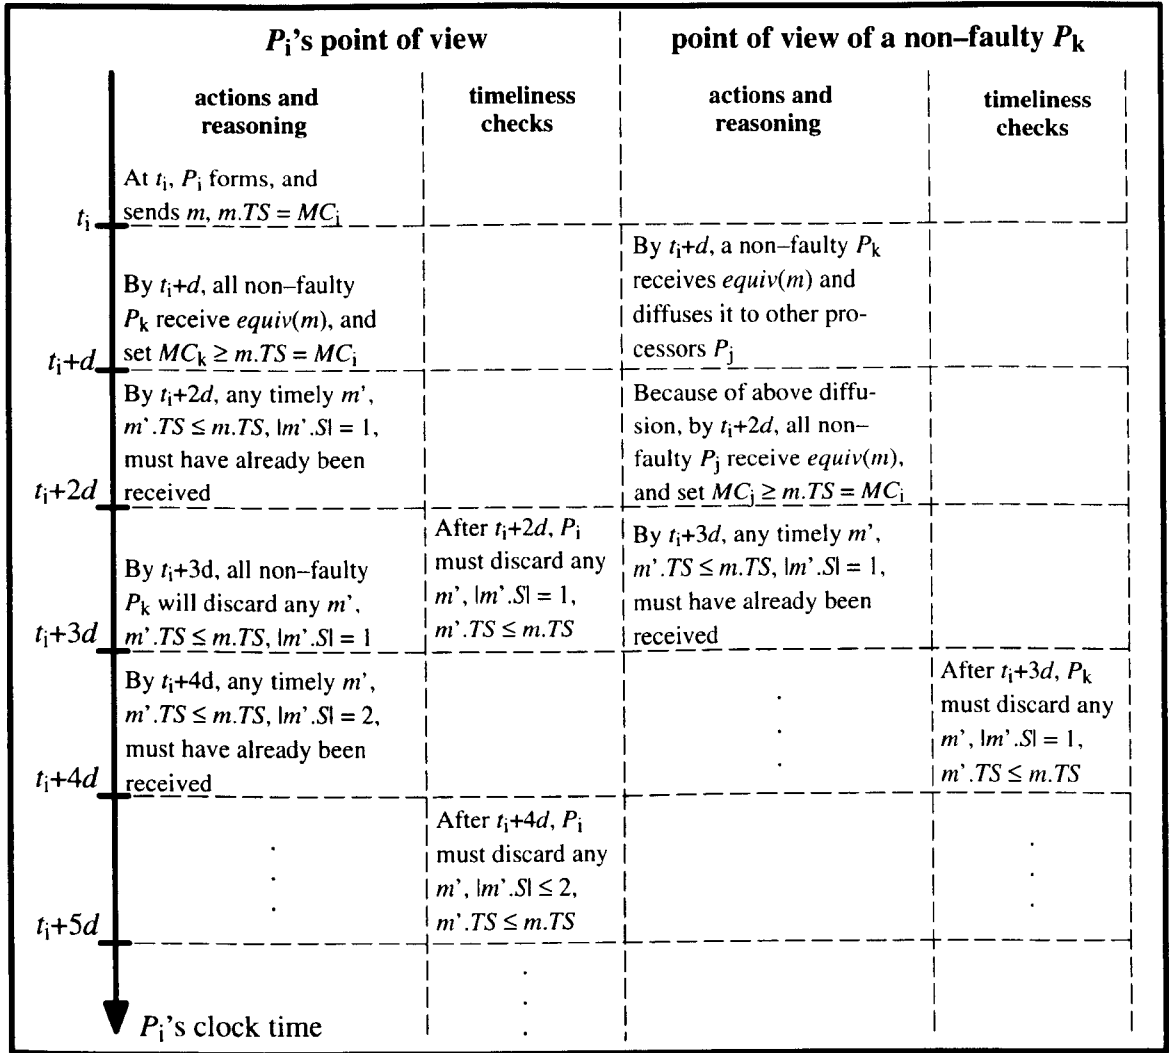 Pi's point of view
point of view of a non–faulty Pk
actions and
reasoning
timeliness
checks
actions and
reasoning
timeliness
checks
ti
At ti, Pi forms, and
sends m, m.TS = MCi
ti+d
By ti+d, all non–faulty
Pk receive equiv(m), and
set MCk ≥ m.TS = MCi
By ti+d, a non–faulty Pk
receives equiv(m) and
diffuses it to other pro-
cessors Pj
ti+2d
By ti+2d, any timely m’,
m’.TS ≤ m.TS, |m’.S| = 1,
must have already been
received
Because of above diffu-
sion, by ti+2d, all non–
faulty Pj receive equiv(m),
and set MCj ≥ m.TS = MCi
ti+3d
By ti+3d, all non–faulty
Pk will discard any m’,
m’.TS ≤ m.TS, |m’.S| = 1
After ti+2d, Pi
must discard any
m’, |m’.S| = 1,
m’.TS ≤ m.TS
By ti+3d, any timely m’,
m’.TS ≤ m.TS, |m’.S| = 1,
must have already been
received
ti+4d
By ti+4d, any timely m’,
m’.TS ≤ m.TS, |m’.S| = 2,
must have already been
received
After ti+3d, Pk
must discard any
m’, |m’.S| = 1,
m’.TS ≤ m.TS
ti+5d
After ti+4d, Pi
must discard any
m’, |m’.S| ≤ 2,
m’.TS ≤ m.TS
Pi's clock time